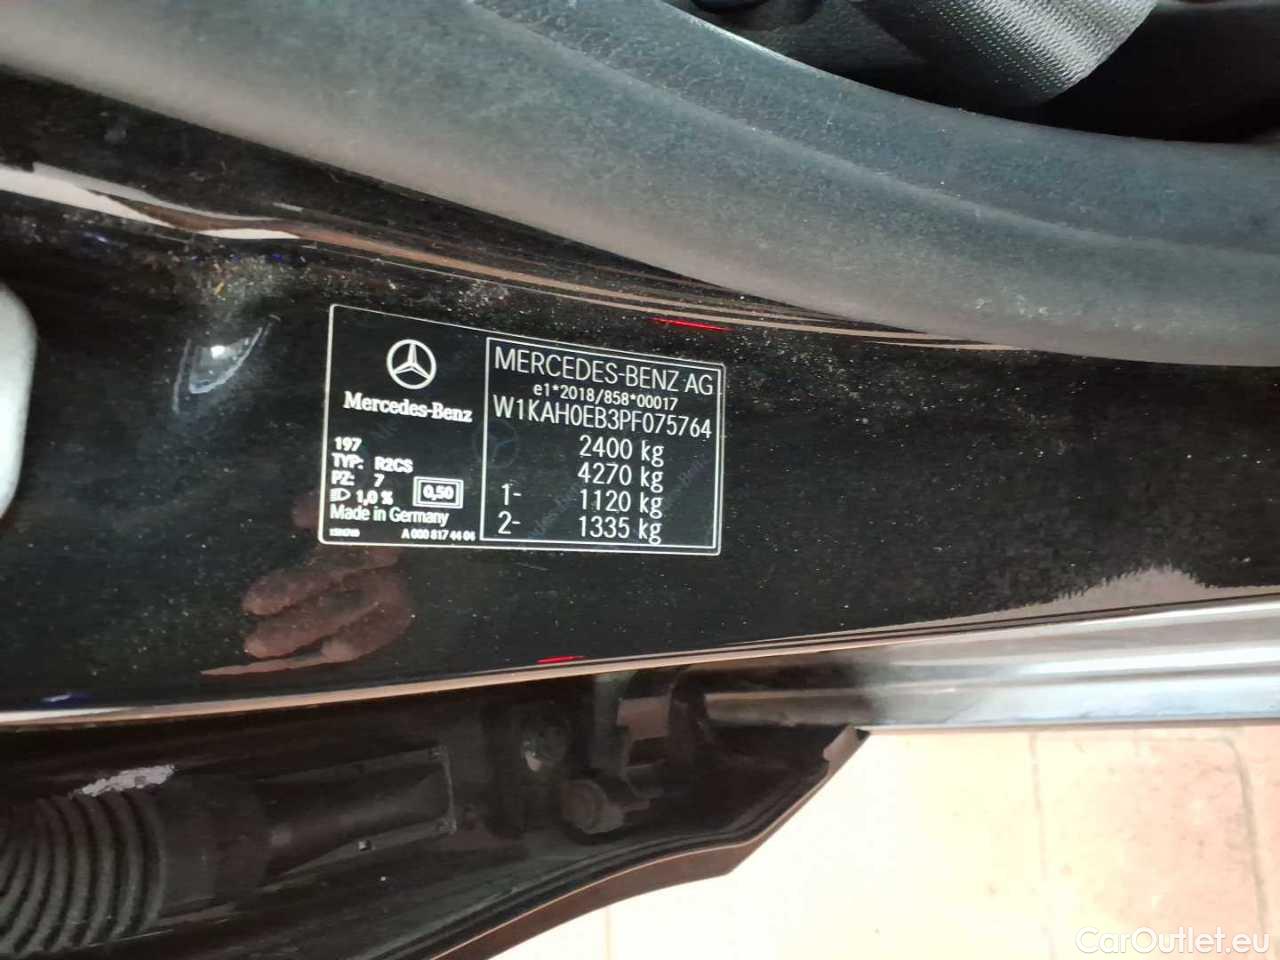 Mercedes-Benz
197
TYP: R2CS
PZ: 7
1,0 % 0,50
Made in Germany
A 000 817 44 04
MERCEDES-BENZ AG
e1*2018/858*00017
W1KAH0EB3PF075764
2400 kg
4270 kg
1- 1120 kg
2- 1335 kg
CarOutlet.eu